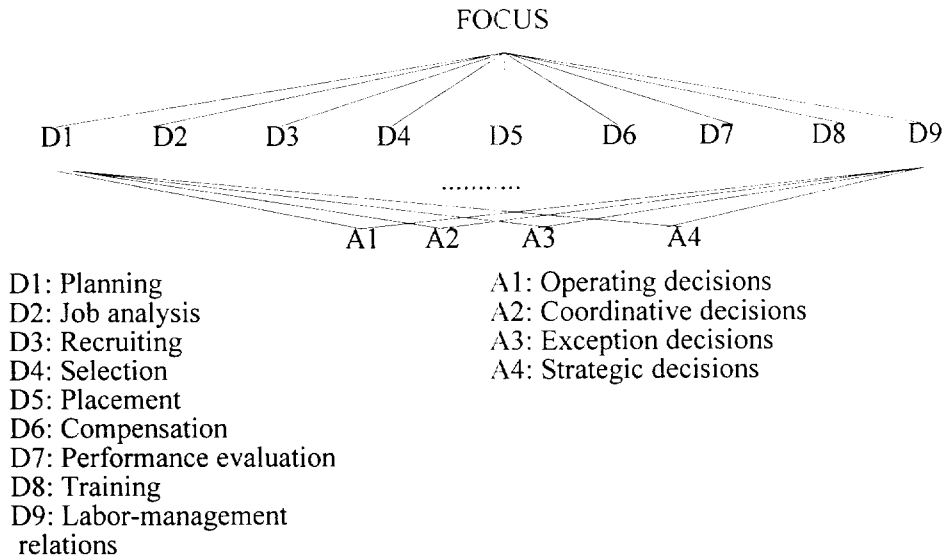 FOCUS
D1 D2 D3 D4 D5 D6 D7 D8 D9
..........
A1 A2 A3 A4
D1: Planning
D2: Job analysis
D3: Recruiting
D4: Selection
D5: Placement
D6: Compensation
D7: Performance evaluation
D8: Training
D9: Labor-management
relations
A1: Operating decisions
A2: Coordinative decisions
A3: Exception decisions
A4: Strategic decisions